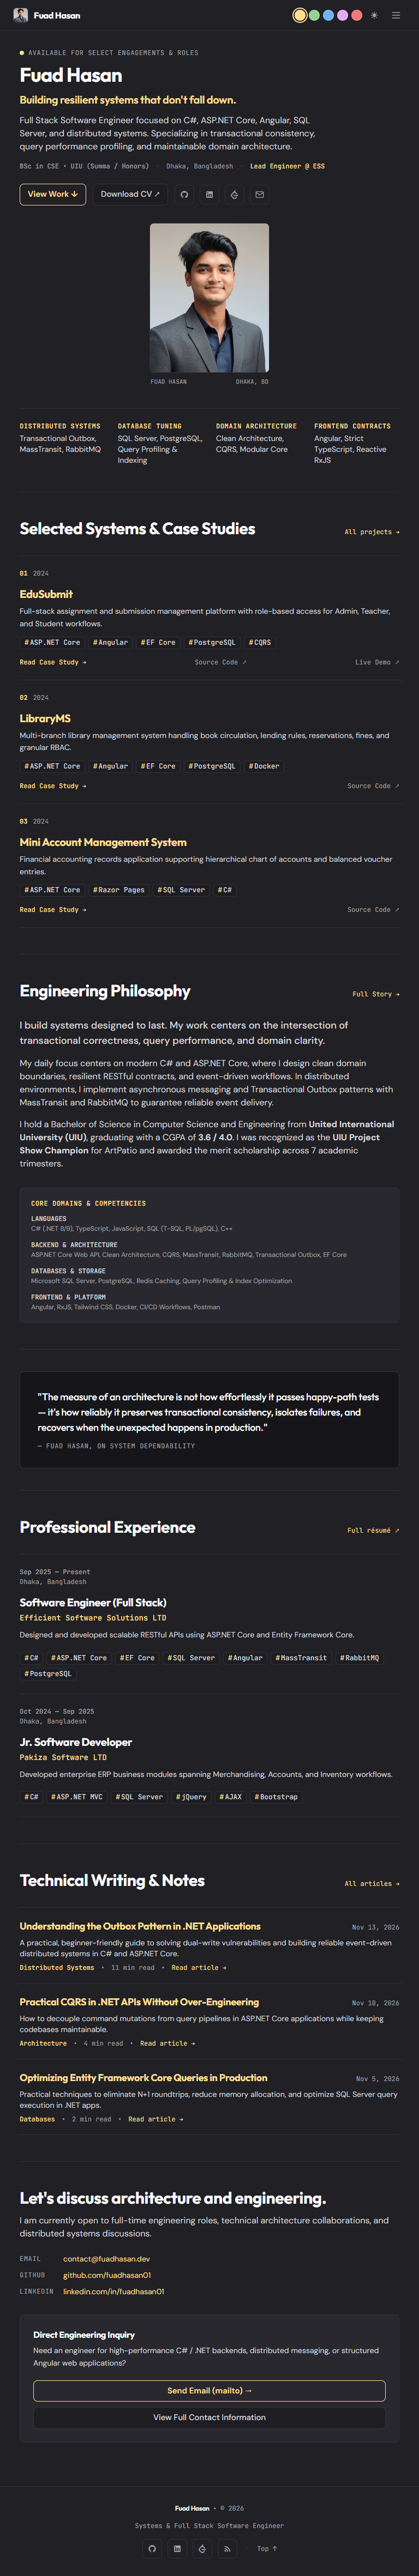 Fuad Hasan
AVAILABLE FOR SELECT ENGAGEMENTS & ROLES
Fuad Hasan
Building resilient systems that don't fall down.
Full Stack Software Engineer focused on C#, ASP.NET Core, Angular, SQL
Server, and distributed systems. Specializing in transactional consistency,
query performance profiling, and maintainable domain architecture.
BSc in CSE • UIU (Summa / Honors) · Dhaka, Bangladesh · Lead Engineer @ ESS
View Work ↓ Download CV ↗
FUAD HASAN DHAKA, BD
DISTRIBUTED SYSTEMS
Transactional Outbox,
MassTransit, RabbitMQ
DATABASE TUNING
SQL Server, PostgreSQL,
Query Profiling &
Indexing
DOMAIN ARCHITECTURE
Clean Architecture,
CQRS, Modular Core
FRONTEND CONTRACTS
Angular, Strict
TypeScript, Reactive
RxJS
Selected Systems & Case Studies All projects →
01 2024
EduSubmit
Full-stack assignment and submission management platform with role-based access for Admin, Teacher,
and Student workflows.
#ASP.NET Core #Angular #EF Core #PostgreSQL #CQRS
Read Case Study → Source Code ↗ Live Demo ↗
02 2024
LibraryMS
Multi-branch library management system handling book circulation, lending rules, reservations, fines, and
granular RBAC.
#ASP.NET Core #Angular #EF Core #PostgreSQL #Docker
Read Case Study → Source Code ↗
03 2024
Mini Account Management System
Financial accounting records application supporting hierarchical chart of accounts and balanced voucher
entries.
#ASP.NET Core #Razor Pages #SQL Server #C#
Read Case Study → Source Code ↗
Engineering Philosophy Full Story →
I build systems designed to last. My work centers on the intersection of
transactional correctness, query performance, and domain clarity.
My daily focus centers on modern C# and ASP.NET Core, where I design clean domain
boundaries, resilient RESTful contracts, and event-driven workflows. In distributed
environments, I implement asynchronous messaging and Transactional Outbox patterns with
MassTransit and RabbitMQ to guarantee reliable event delivery.
I hold a Bachelor of Science in Computer Science and Engineering from United International
University (UIU), graduating with a CGPA of 3.6 / 4.0. I was recognized as the UIU Project
Show Champion for ArtPatio and awarded the merit scholarship across 7 academic
trimesters.
CORE DOMAINS & COMPETENCIES
LANGUAGES
C# (.NET 8/9), TypeScript, JavaScript, SQL (T-SQL, PL/pgSQL), C++
BACKEND & ARCHITECTURE
ASP.NET Core Web API, Clean Architecture, CQRS, MassTransit, RabbitMQ, Transactional Outbox, EF Core
DATABASES & STORAGE
Microsoft SQL Server, PostgreSQL, Redis Caching, Query Profiling & Index Optimization
FRONTEND & PLATFORM
Angular, RxJS, Tailwind CSS, Docker, CI/CD Workflows, Postman
"The measure of an architecture is not how effortlessly it passes happy-path tests
— it's how reliably it preserves transactional consistency, isolates failures, and
recovers when the unexpected happens in production."
— FUAD HASAN, ON SYSTEM DEPENDABILITY
Professional Experience Full résumé ↗
Sep 2025 — Present
Dhaka, Bangladesh
Software Engineer (Full Stack)
Efficient Software Solutions LTD
Designed and developed scalable RESTful APIs using ASP.NET Core and Entity Framework Core.
#C# #ASP.NET Core #EF Core #SQL Server #Angular #MassTransit #RabbitMQ
#PostgreSQL
Oct 2024 — Sep 2025
Dhaka, Bangladesh
Jr. Software Developer
Pakiza Software LTD
Developed enterprise ERP business modules spanning Merchandising, Accounts, and Inventory workflows.
#C# #ASP.NET MVC #SQL Server #jQuery #AJAX #Bootstrap
Technical Writing & Notes All articles →
Understanding the Outbox Pattern in .NET Applications Nov 13, 2026
A practical, beginner-friendly guide to solving dual-write vulnerabilities and building reliable event-driven
distributed systems in C# and ASP.NET Core.
Distributed Systems • 11 min read • Read article →
Practical CQRS in .NET APIs Without Over-Engineering Nov 10, 2026
How to decouple command mutations from query pipelines in ASP.NET Core applications while keeping
codebases maintainable.
Architecture • 4 min read • Read article →
Optimizing Entity Framework Core Queries in Production Nov 5, 2026
Practical techniques to eliminate N+1 roundtrips, reduce memory allocation, and optimize SQL Server query
execution in .NET apps.
Databases • 2 min read • Read article →
Let's discuss architecture and engineering.
I am currently open to full-time engineering roles, technical architecture collaborations, and
distributed systems discussions.
EMAIL contact@fuadhasan.dev
GITHUB github.com/fuadhasan01
LINKEDIN linkedin.com/in/fuadhasan01
Direct Engineering Inquiry
Need an engineer for high-performance C# / .NET backends, distributed messaging, or structured
Angular web applications?
Send Email (mailto) →
View Full Contact Information
Fuad Hasan • © 2026
Systems & Full Stack Software Engineer
Top ↑